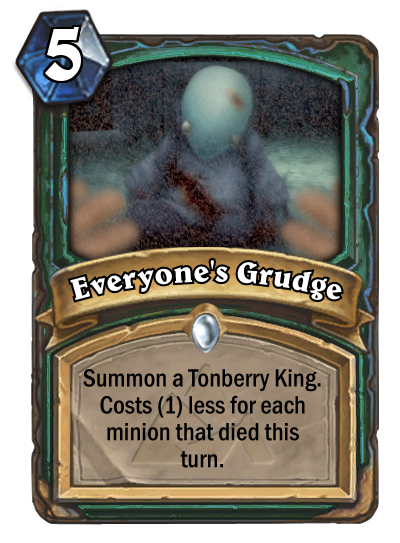 5
Everyone's Grudge
Summon a Tonberry King.
Costs (1) less for each
minion that died this
turn.